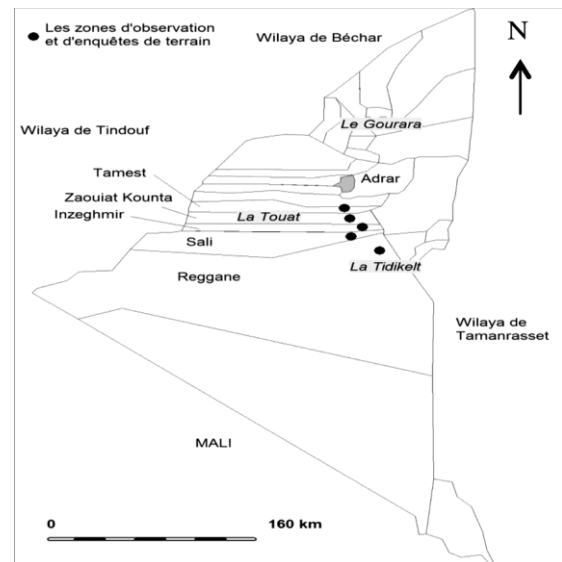 Les zones d'observation
et d'enquêtes de terrain
Wilaya de Béchar
N
Le Gourara
Wilaya de Tindouf
Tamest
Adrar
Zaouiat Kounta
La Touat
Inzeghmir
Sali
La Tidikelt
Reggane
Wilaya de
Tamanrasset
MALI
0 160 km